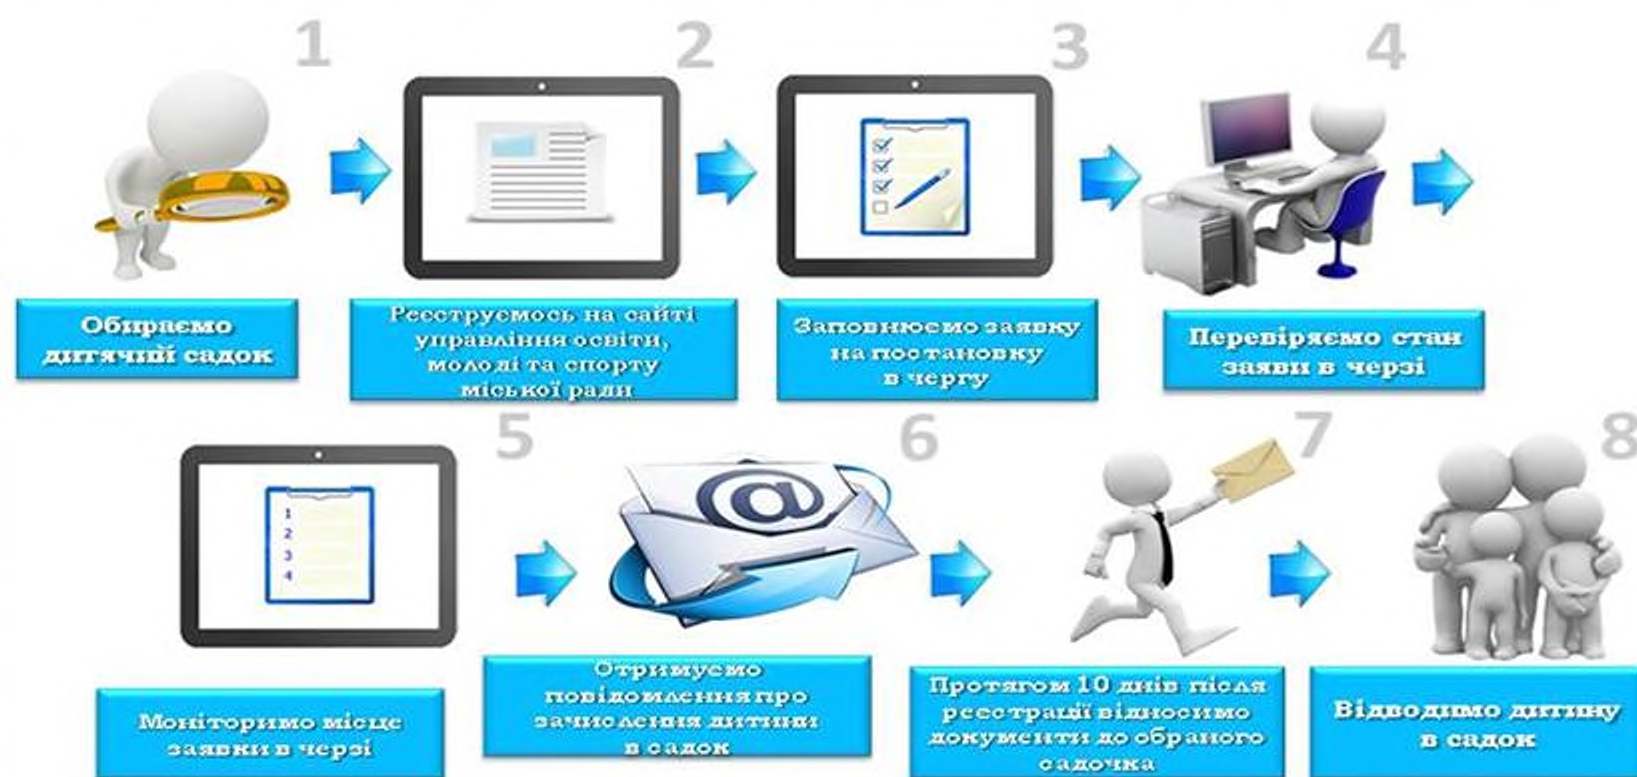 1
2
3
4
Обираємо
дитячий садок
Реєструємось на сайті
управління освіти,
молоді та спорту
міської ради
Заповнюємо заявку
на постановку
в чергу
Перевіряємо стан
заяви в черзі
5
6
7
8
1
2
3
4
@
Моніторимо місце
заявки в черзі
Отримуємо
повідомлення про
зачислення дитини
в садок
Протягом 10 днів після
реєстрації відносимо
документи до обраного
садочка
Відводимо дитину
в садок